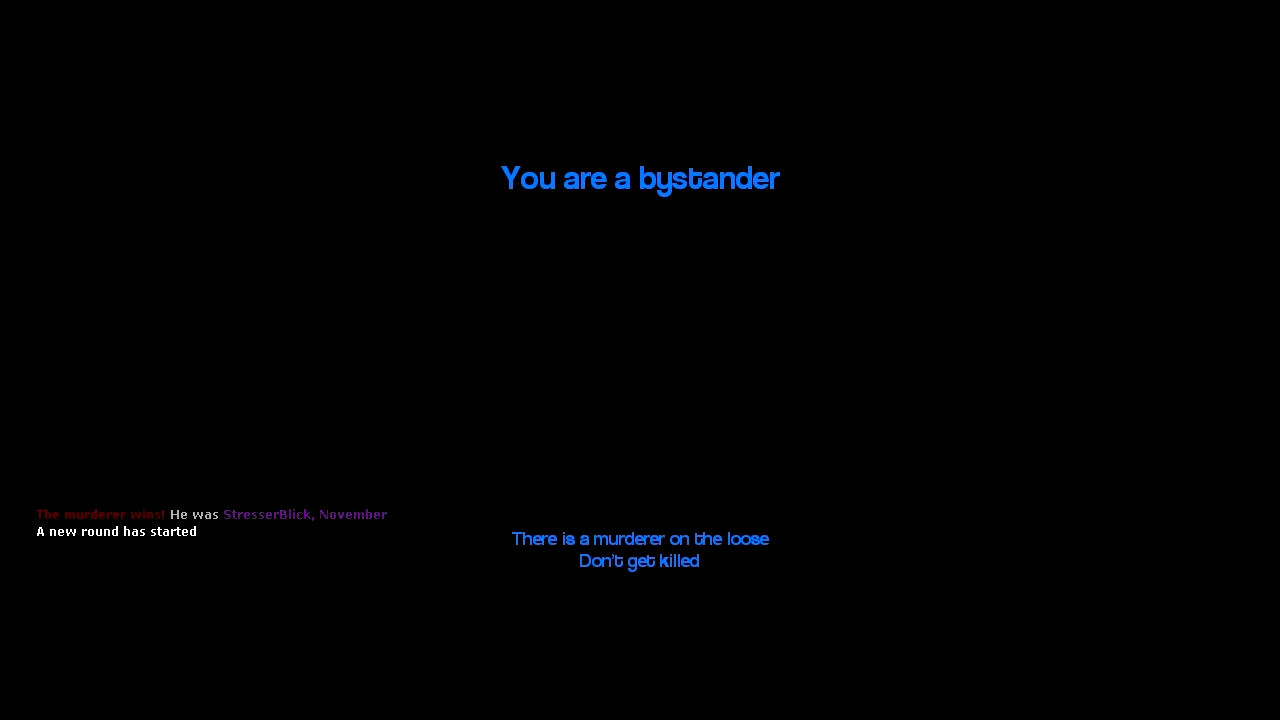 You are a bystander
The murderer wins! He was StresserBlick, November
A new round has started
There is a murderer on the loose
Don't get killed